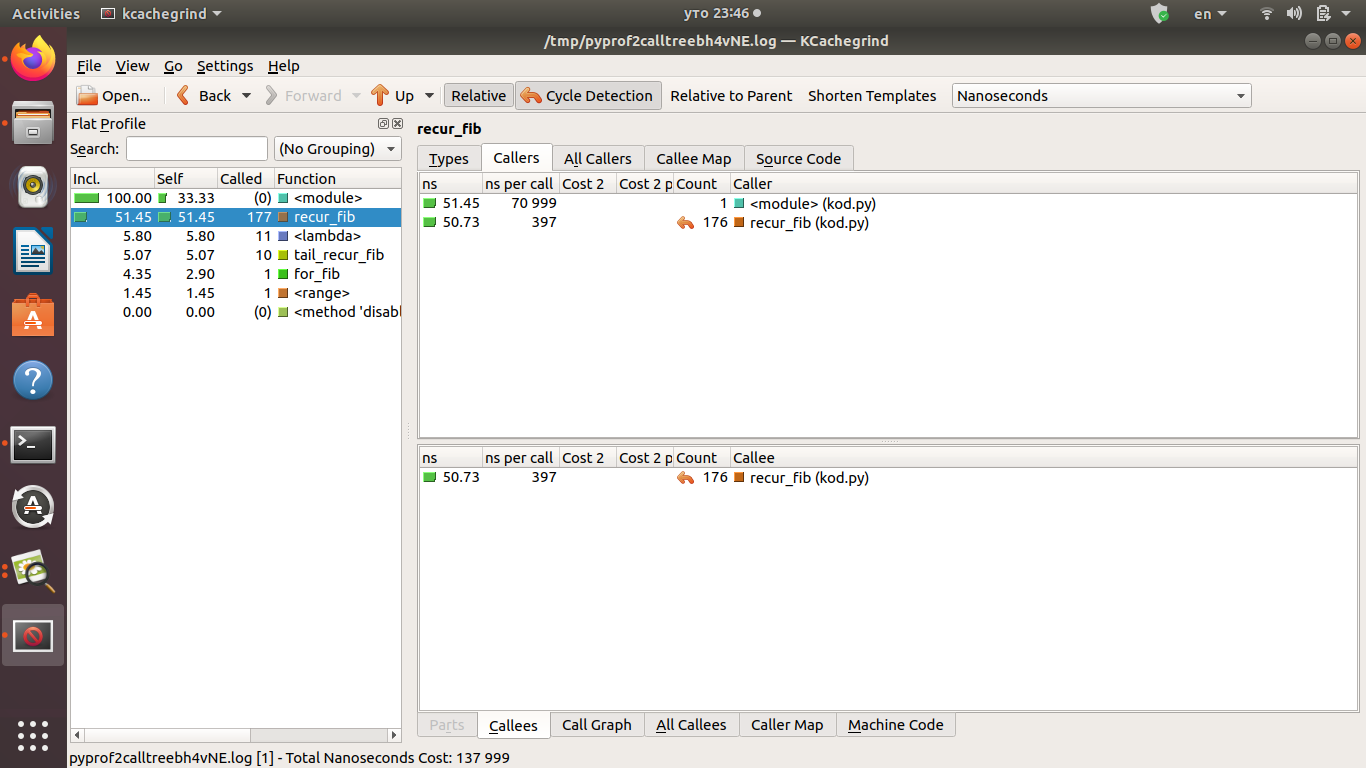 Activities kcachegrind уто 23:46 en
/tmp/pyprof2calltreebh4vNE.log — KCachegrind
File View Go Settings Help
Open... Back Forward Up Relative Cycle Detection Relative to Parent Shorten Templates Nanoseconds
Flat Profile
Search: (No Grouping)
Incl. Self Called Function
100.00 33.33 (0) <module>
51.45 51.45 177 recur_fib
5.80 5.80 11 <lambda>
5.07 5.07 10 tail_recur_fib
4.35 2.90 1 for_fib
1.45 1.45 1 <range>
0.00 0.00 (0) <method 'disabl
recur_fib
Types Callers All Callers Callee Map Source Code
ns ns per call Cost 2 Cost 2 p Count Caller
51.45 70 999 1 <module> (kod.py)
50.73 397 176 recur_fib (kod.py)
ns ns per call Cost 2 Cost 2 p Count Callee
50.73 397 176 recur_fib (kod.py)
Parts Callees Call Graph All Callees Caller Map Machine Code
pyprof2calltreebh4vNE.log [1] - Total Nanoseconds Cost: 137 999